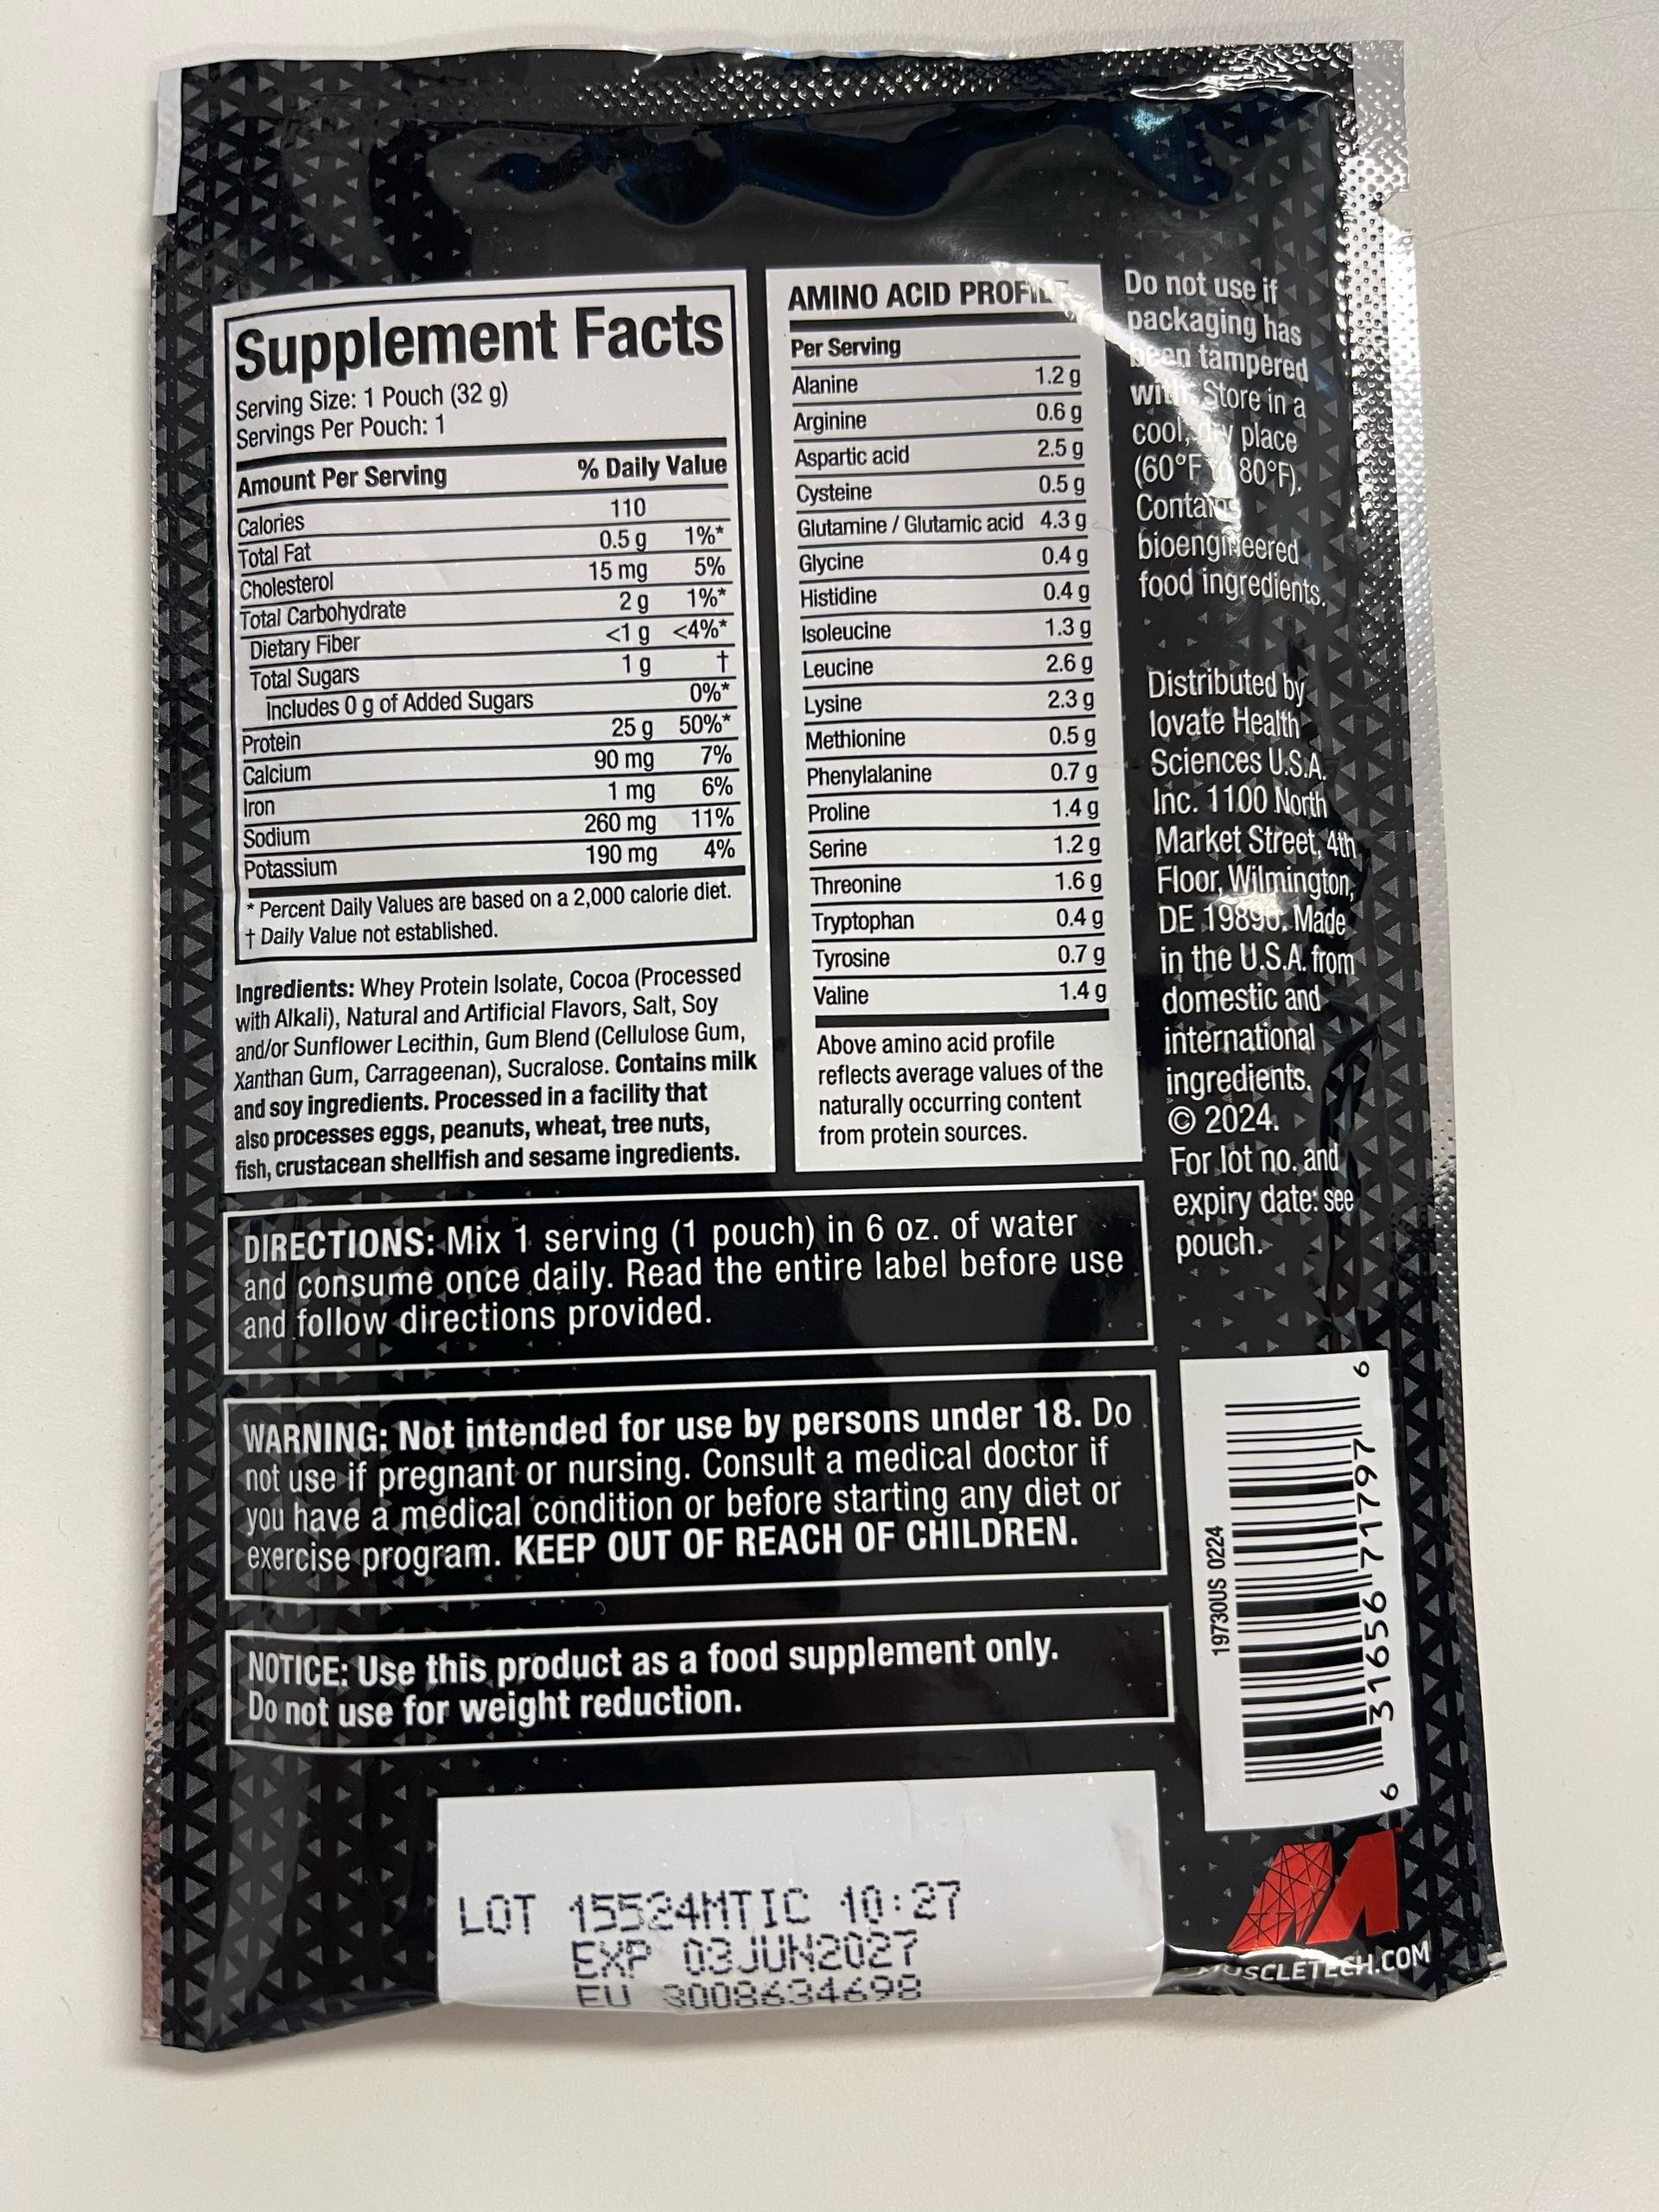 Supplement Facts
Serving Size: 1 Pouch (32 g)
Servings Per Pouch: 1
Amount Per Serving % Daily Value
Calories 110
Total Fat 0.5 g 1%*
Cholesterol 15 mg 5%
Total Carbohydrate 2 g 1%*
Dietary Fiber <1 g <4%*
Total Sugars 1 g †
Includes 0 g of Added Sugars 0%*
Protein 25 g 50%*
Calcium 90 mg 7%
Iron 1 mg 6%
Sodium 260 mg 11%
Potassium 190 mg 4%
* Percent Daily Values are based on a 2,000 calorie diet.
† Daily Value not established.
Ingredients: Whey Protein Isolate, Cocoa (Processed
with Alkali), Natural and Artificial Flavors, Salt, Soy
and/or Sunflower Lecithin, Gum Blend (Cellulose Gum,
Xanthan Gum, Carrageenan), Sucralose. Contains milk
and soy ingredients. Processed in a facility that
also processes eggs, peanuts, wheat, tree nuts,
fish, crustacean shellfish and sesame ingredients.
AMINO ACID PROFILE
Per Serving
Alanine 1.2 g
Arginine 0.6 g
Aspartic acid 2.5 g
Cysteine 0.5 g
Glutamine / Glutamic acid 4.3 g
Glycine 0.4 g
Histidine 0.4 g
Isoleucine 1.3 g
Leucine 2.6 g
Lysine 2.3 g
Methionine 0.5 g
Phenylalanine 0.7 g
Proline 1.4 g
Serine 1.2 g
Threonine 1.6 g
Tryptophan 0.4 g
Tyrosine 0.7 g
Valine 1.4 g
Above amino acid profile
reflects average values of the
naturally occurring content
from protein sources.
Do not use if
packaging has
been tampered
with. Store in a
cool, dry place
(60°F to 80°F).
Contains
bioengineered
food ingredients.
Distributed by
Iovate Health
Sciences U.S.A.
Inc. 1100 North
Market Street, 4th
Floor, Wilmington,
DE 19890. Made
in the U.S.A. from
domestic and
international
ingredients.
© 2024.
For lot no. and
expiry date: see
pouch.
DIRECTIONS: Mix 1 serving (1 pouch) in 6 oz. of water
and consume once daily. Read the entire label before use
and follow directions provided.
WARNING: Not intended for use by persons under 18. Do
not use if pregnant or nursing. Consult a medical doctor if
you have a medical condition or before starting any diet or
exercise program. KEEP OUT OF REACH OF CHILDREN.
NOTICE: Use this product as a food supplement only.
Do not use for weight reduction.
19730US 0224
6 31656 71797 6
LOT 15524MTIC 10:27
EXP 03JUN2027
EU 3008634698
MUSCLETECH.COM